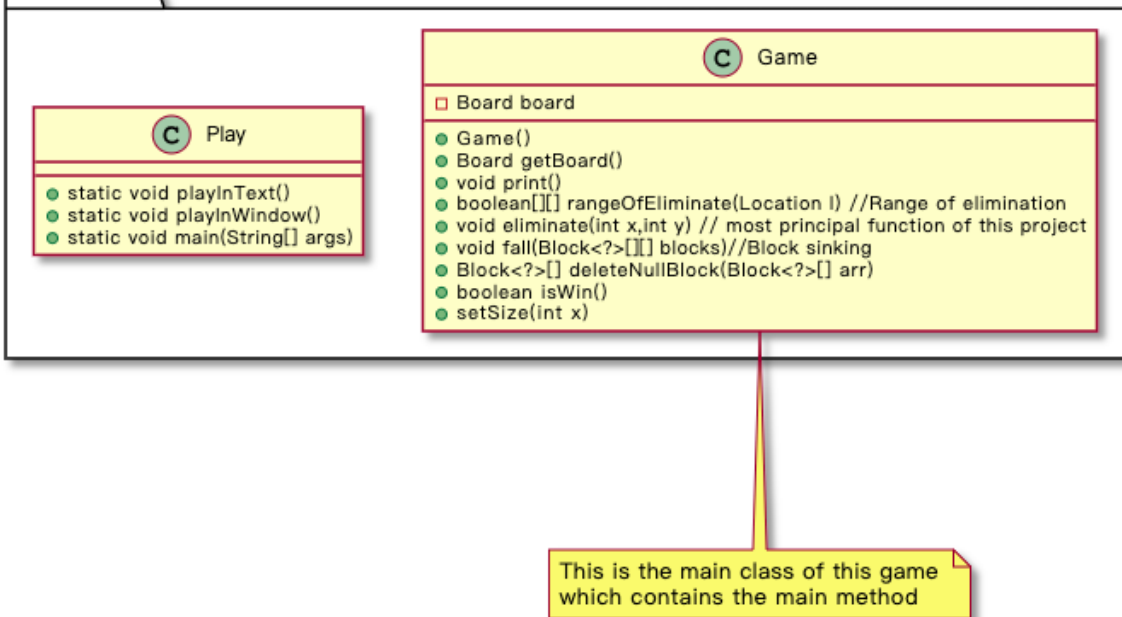 C Play
static void playInText()
static void playInWindow()
static void main(String[] args)
C Game
Board board
Game()
Board getBoard()
void print()
boolean[][] rangeOfEliminate(Location l) //Range of elimination
void eliminate(int x,int y) // most principal function of this project
void fall(Block<?>[][] blocks)//Block sinking
Block<?>[] deleteNullBlock(Block<?>[] arr)
boolean isWin()
setSize(int x)
This is the main class of this game
which contains the main method